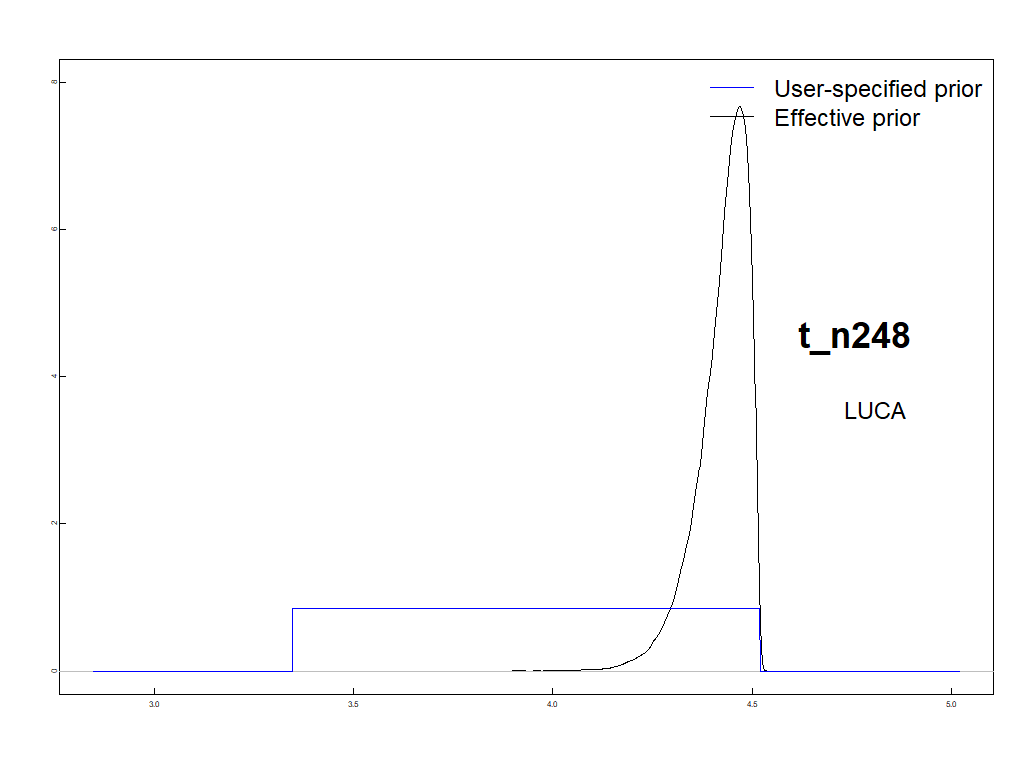 8
User-specified prior
Effective prior
6
t_n248
4
LUCA
2
0
3.0 3.5 4.0 4.5 5.0